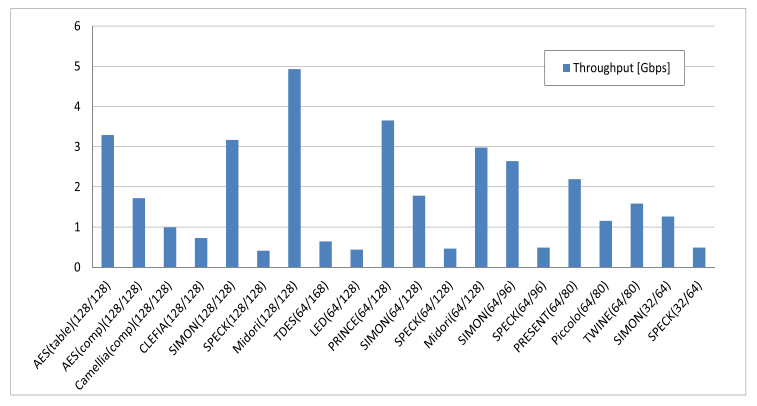 6
5
4
3
2
1
0
Throughput [Gbps]
AES(table)(128/128)
AES(comp)(128/128)
Camellia(comp)(128/128)
CLEFIA(128/128)
SIMON(128/128)
SPECK(128/128)
Midori(128/128)
TDES(64/168)
LED(64/128)
PRINCE(64/128)
SIMON(64/128)
SPECK(64/128)
Midori(64/128)
SIMON(64/96)
SPECK(64/96)
PRESENT(64/80)
Piccolo(64/80)
TWINE(64/80)
SIMON(32/64)
SPECK(32/64)